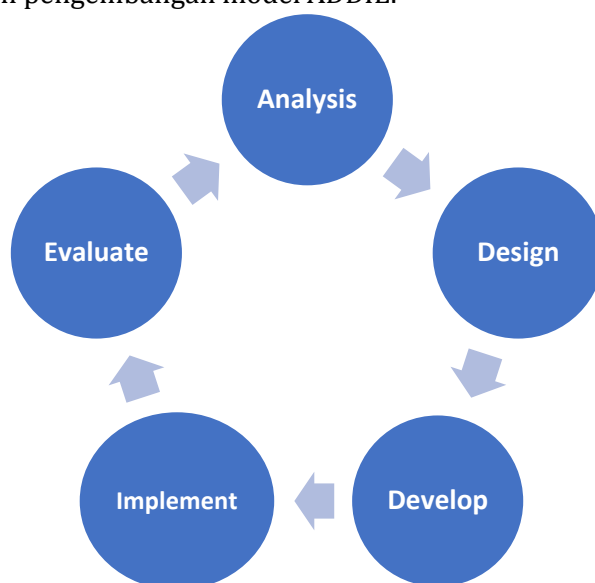 pengembangan model ADDIE.
Analysis
Design
Develop
Implement
Evaluate